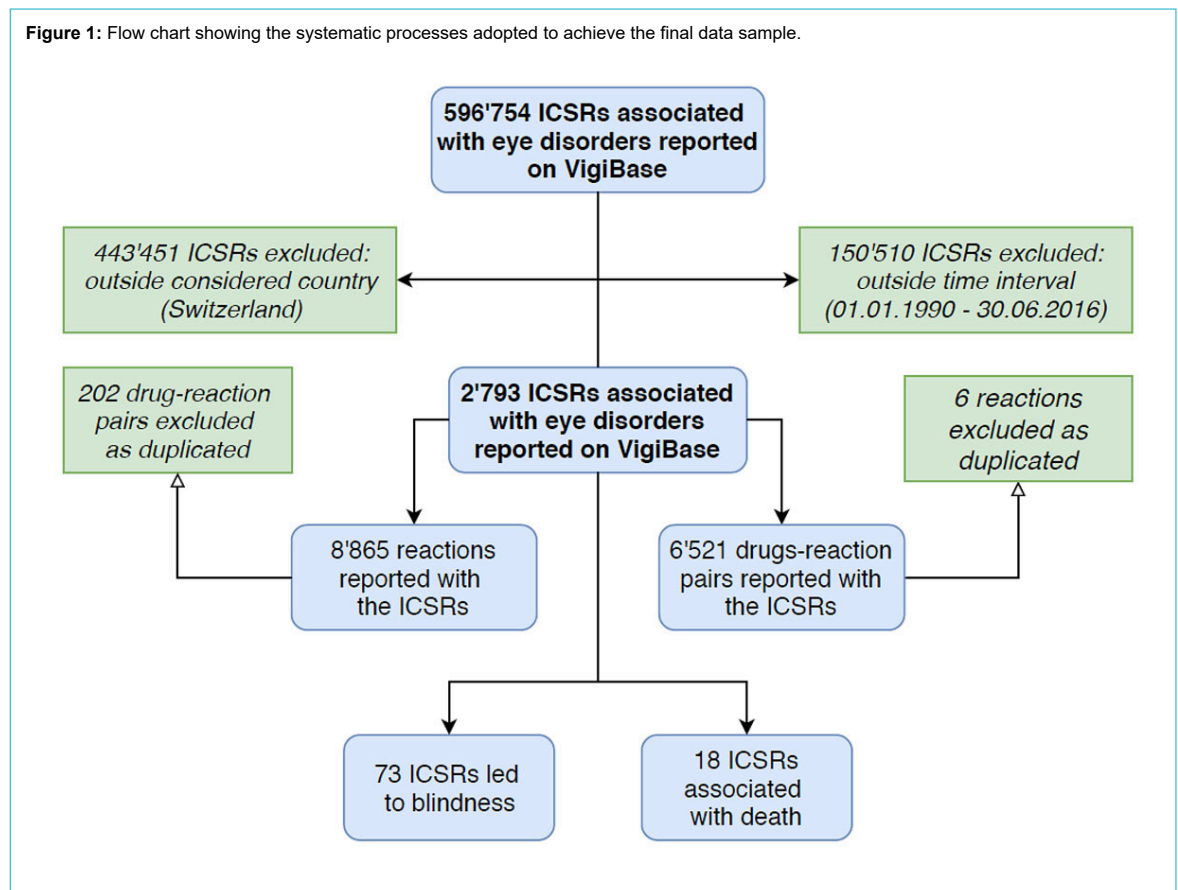 Figure 1: Flow chart showing the systematic processes adopted to achieve the final data sample.
596'754 ICSRs associated
with eye disorders reported
on VigiBase
443'451 ICSRs excluded:
outside considered country
(Switzerland)
150'510 ICSRs excluded:
outside time interval
(01.01.1990 - 30.06.2016)
202 drug-reaction
pairs excluded
as duplicated
2'793 ICSRs associated
with eye disorders
reported on VigiBase
6 reactions
excluded as
duplicated
8'865 reactions
reported with
the ICSRs
6'521 drugs-reaction
pairs reported with
the ICSRs
73 ICSRs led
to blindness
18 ICSRs
associated
with death